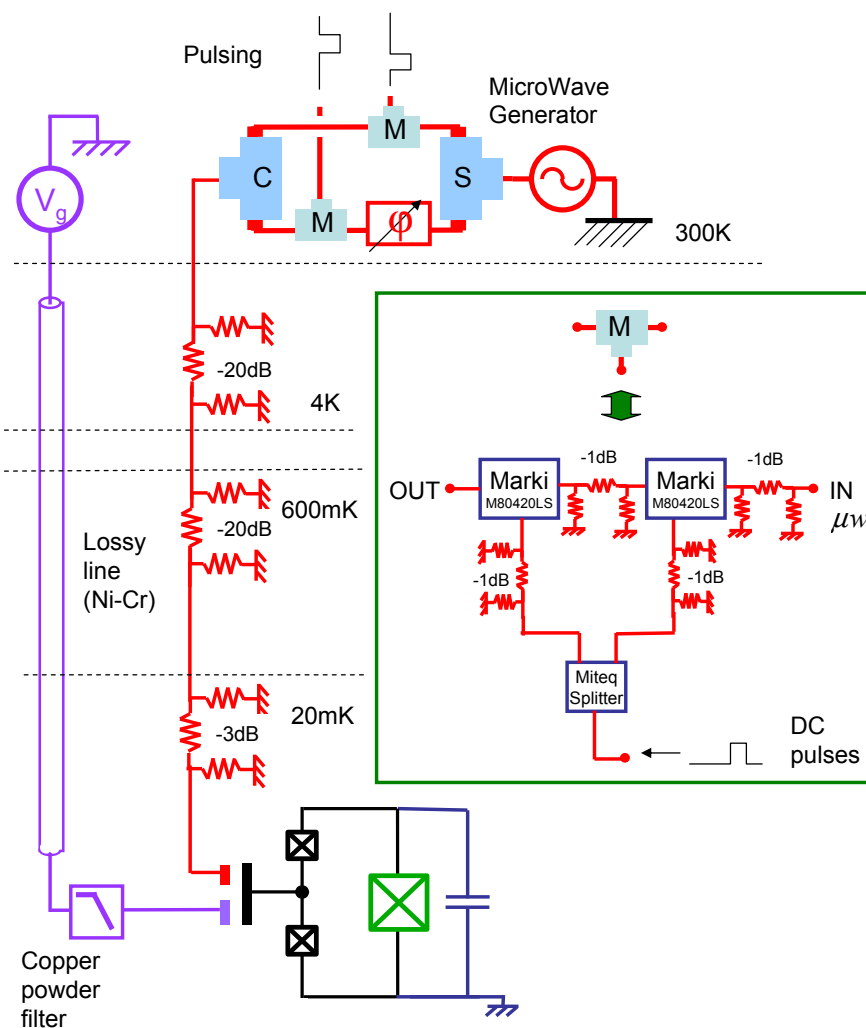 Pulsing
MicroWave
Generator
M
C
S
V_g
M
φ
300K
M
-20dB
4K
-1dB
-1dB
OUT
Marki
M80420LS
Marki
M80420LS
IN
μw
600mK
-20dB
Lossy
line
(Ni-Cr)
-1dB
-1dB
Miteq
Splitter
20mK
-3dB
DC
pulses
Copper
powder
filter